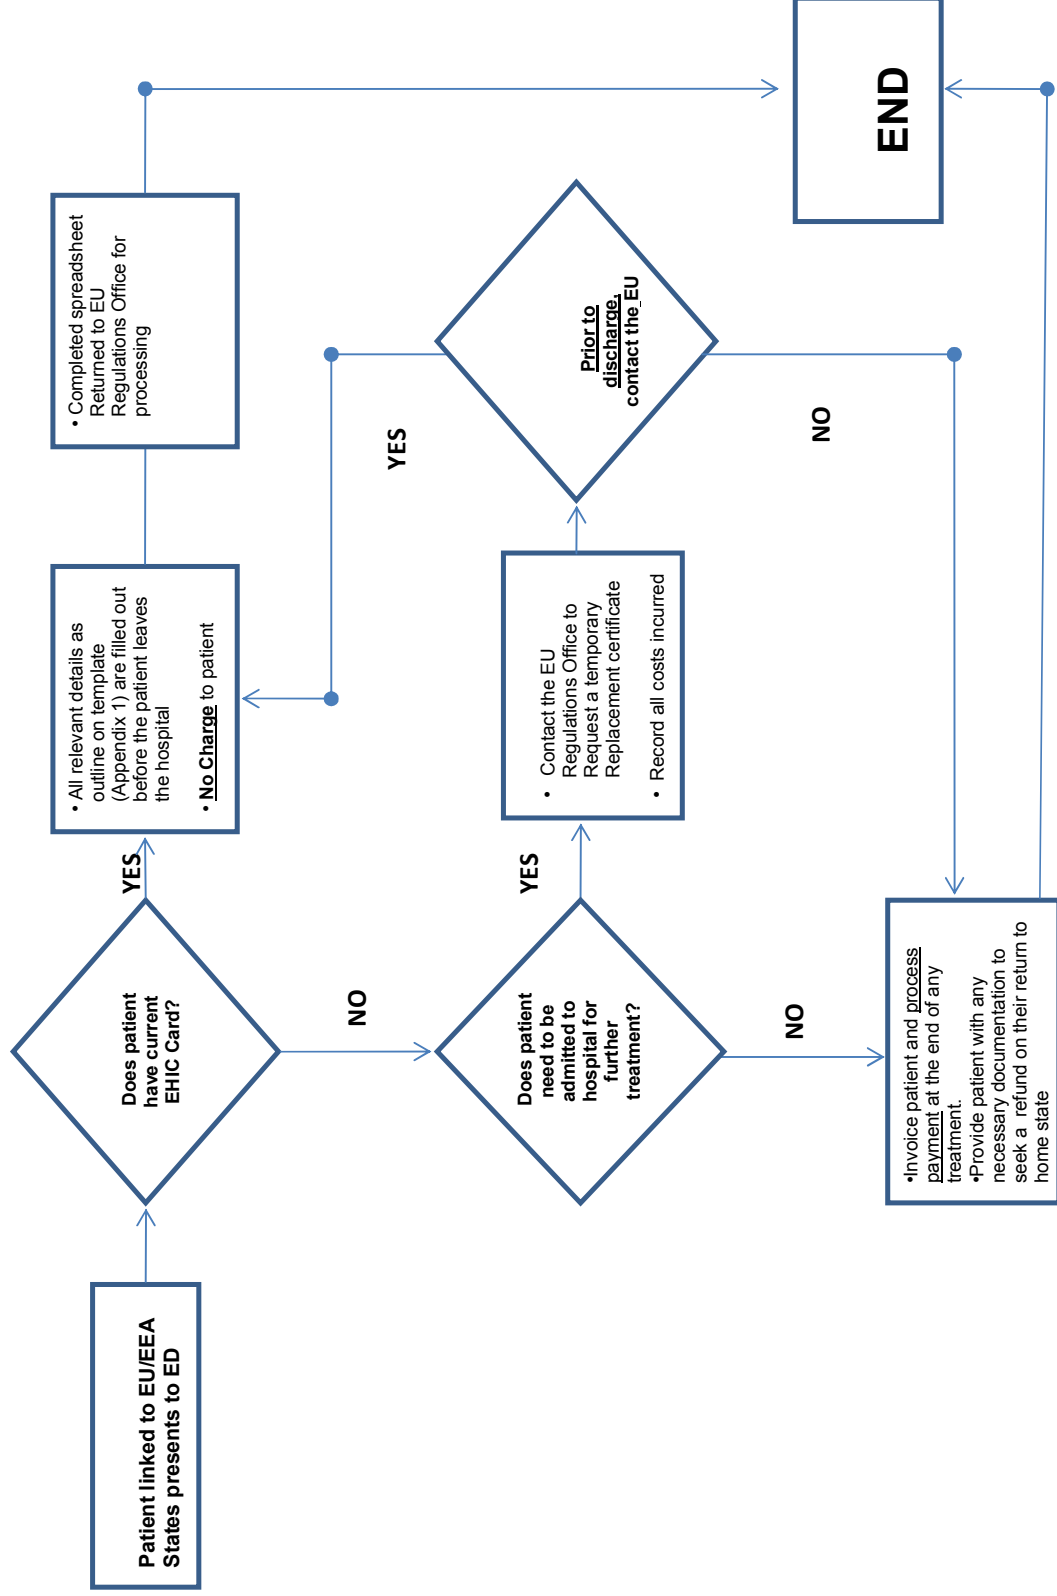 Patient linked to EU/EEA
States presents to ED
Does patient
have current
EHIC Card?
YES
• All relevant details as
outline on template
(Appendix 1) are filled out
before the patient leaves
the hospital
• No Charge to patient
• Completed spreadsheet
Returned to EU
Regulations Office for
processing
NO
Does patient
need to be
admitted to
hospital for
further
treatment?
YES
• Contact the EU
Regulations Office to
Request a temporary
Replacement certificate
• Record all costs incurred
Prior to
discharge,
contact the EU
YES
NO
NO
•Invoice patient and process
payment at the end of any
treatment.
•Provide patient with any
necessary documentation to
seek a refund on their return to
home state
END